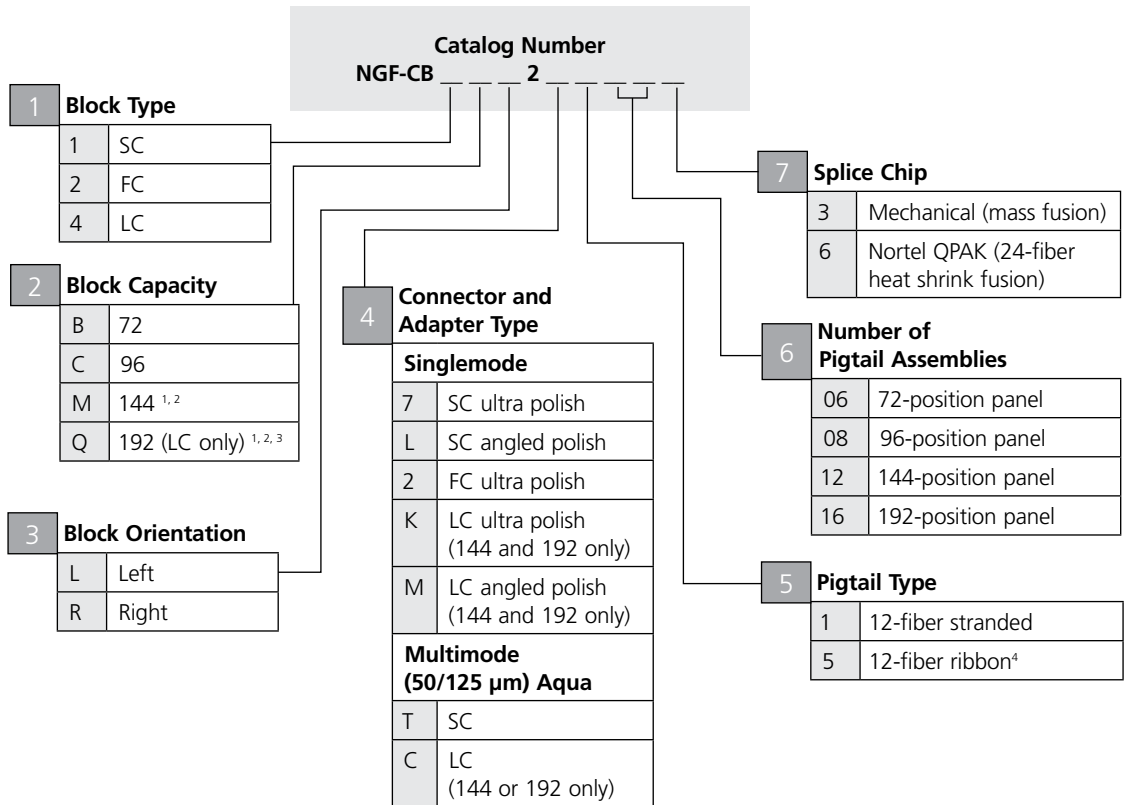 Catalog Number
NGF-CB __ __ __ 2 __ __ __ __ __
1 Block Type
1 SC
2 FC
4 LC
2 Block Capacity
B 72
C 96
M 144 1, 2
Q 192 (LC only) 1, 2, 3
3 Block Orientation
L Left
R Right
4 Connector and
Adapter Type
Singlemode
7 SC ultra polish
L SC angled polish
2 FC ultra polish
K LC ultra polish
(144 and 192 only)
M LC angled polish
(144 and 192 only)
Multimode
(50/125 µm) Aqua
T SC
C LC
(144 or 192 only)
7 Splice Chip
3 Mechanical (mass fusion)
6 Nortel QPAK (24-fiber
heat shrink fusion)
6 Number of
Pigtail Assemblies
06 72-position panel
08 96-position panel
12 144-position panel
16 192-position panel
5 Pigtail Type
1 12-fiber stranded
5 12-fiber ribbon4